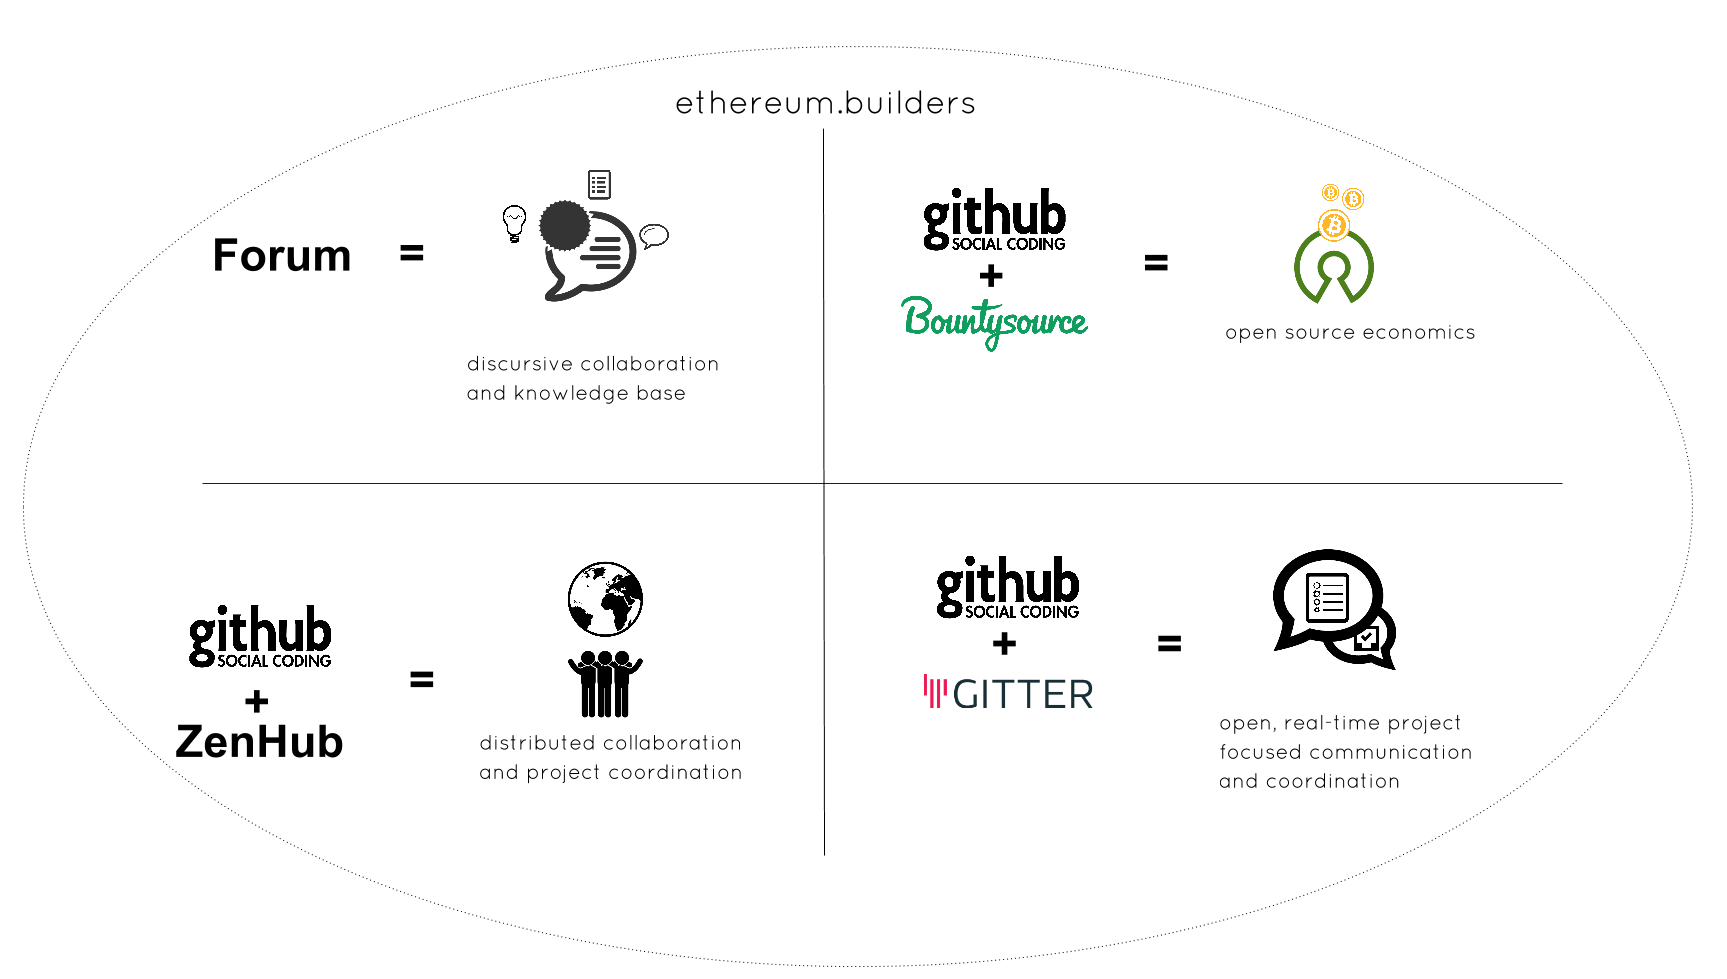 ethereum.builders
Forum =
discursive collaboration
and knowledge base
github
SOCIAL CODING
+
Bountysource
=
open source economics
github
SOCIAL CODING
+
ZenHub
=
distributed collaboration
and project coordination
github
SOCIAL CODING
+
GITTER
=
open, real-time project
focused communication
and coordination